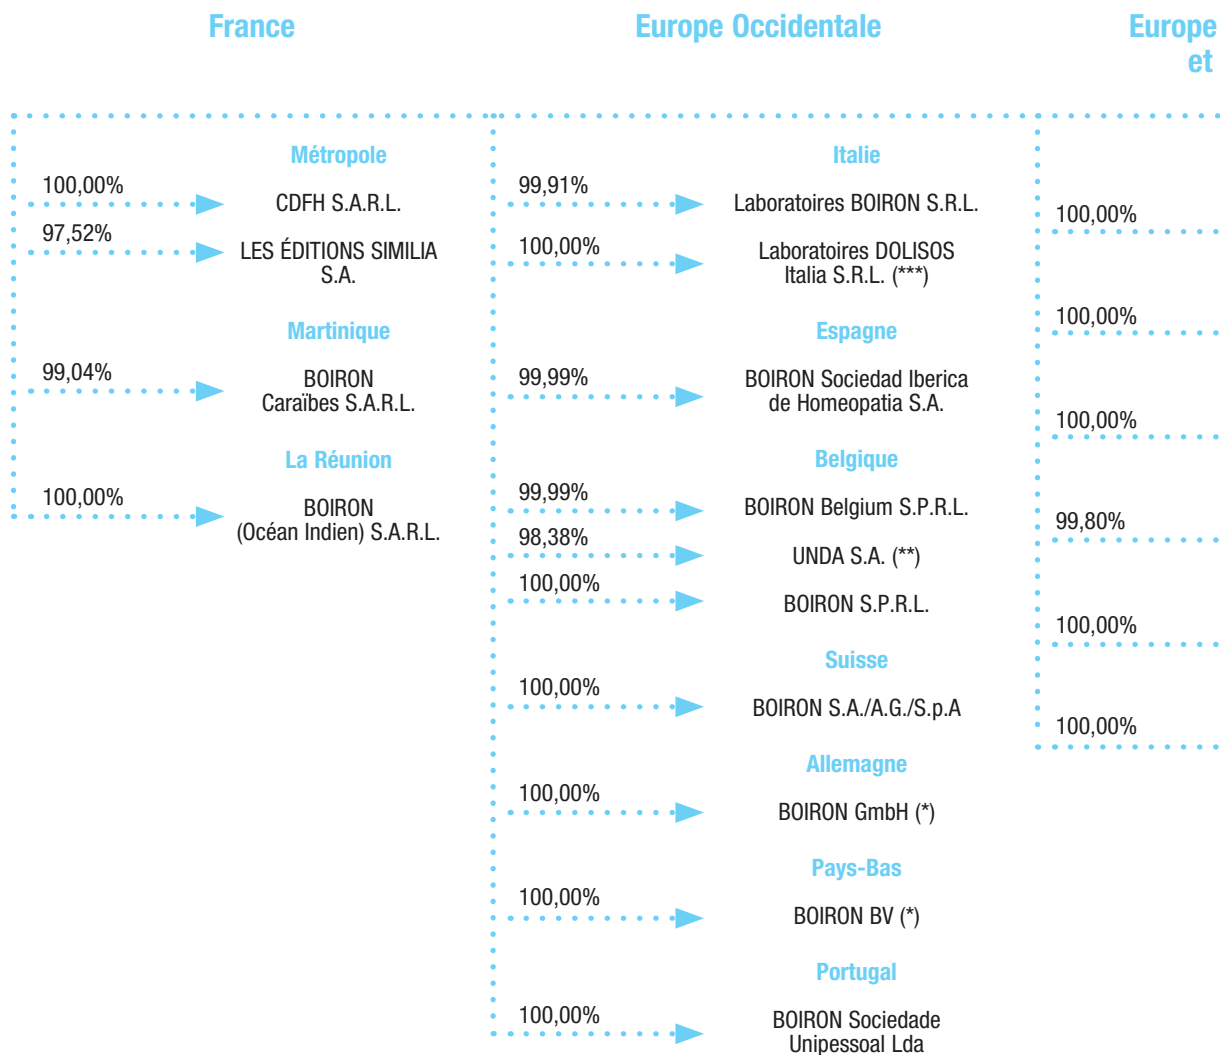 France
Europe Occidentale
Europe
et
Métropole
100,00%
CDFH S.A.R.L.
97,52%
LES ÉDITIONS SIMILIA
S.A.
Martinique
99,04%
BOIRON
Caraïbes S.A.R.L.
La Réunion
100,00%
BOIRON
(Océan Indien) S.A.R.L.
Italie
99,91%
Laboratoires BOIRON S.R.L.
100,00%
Laboratoires DOLISOS
Italia S.R.L. (***)
Espagne
99,99%
BOIRON Sociedad Iberica
de Homeopatia S.A.
Belgique
99,99%
BOIRON Belgium S.P.R.L.
98,38%
UNDA S.A. (**)
100,00%
BOIRON S.P.R.L.
Suisse
100,00%
BOIRON S.A./A.G./S.p.A
Allemagne
100,00%
BOIRON GmbH (*)
Pays-Bas
100,00%
BOIRON BV (*)
Portugal
100,00%
BOIRON Sociedade
Unipessoal Lda
100,00%
100,00%
100,00%
99,80%
100,00%
100,00%